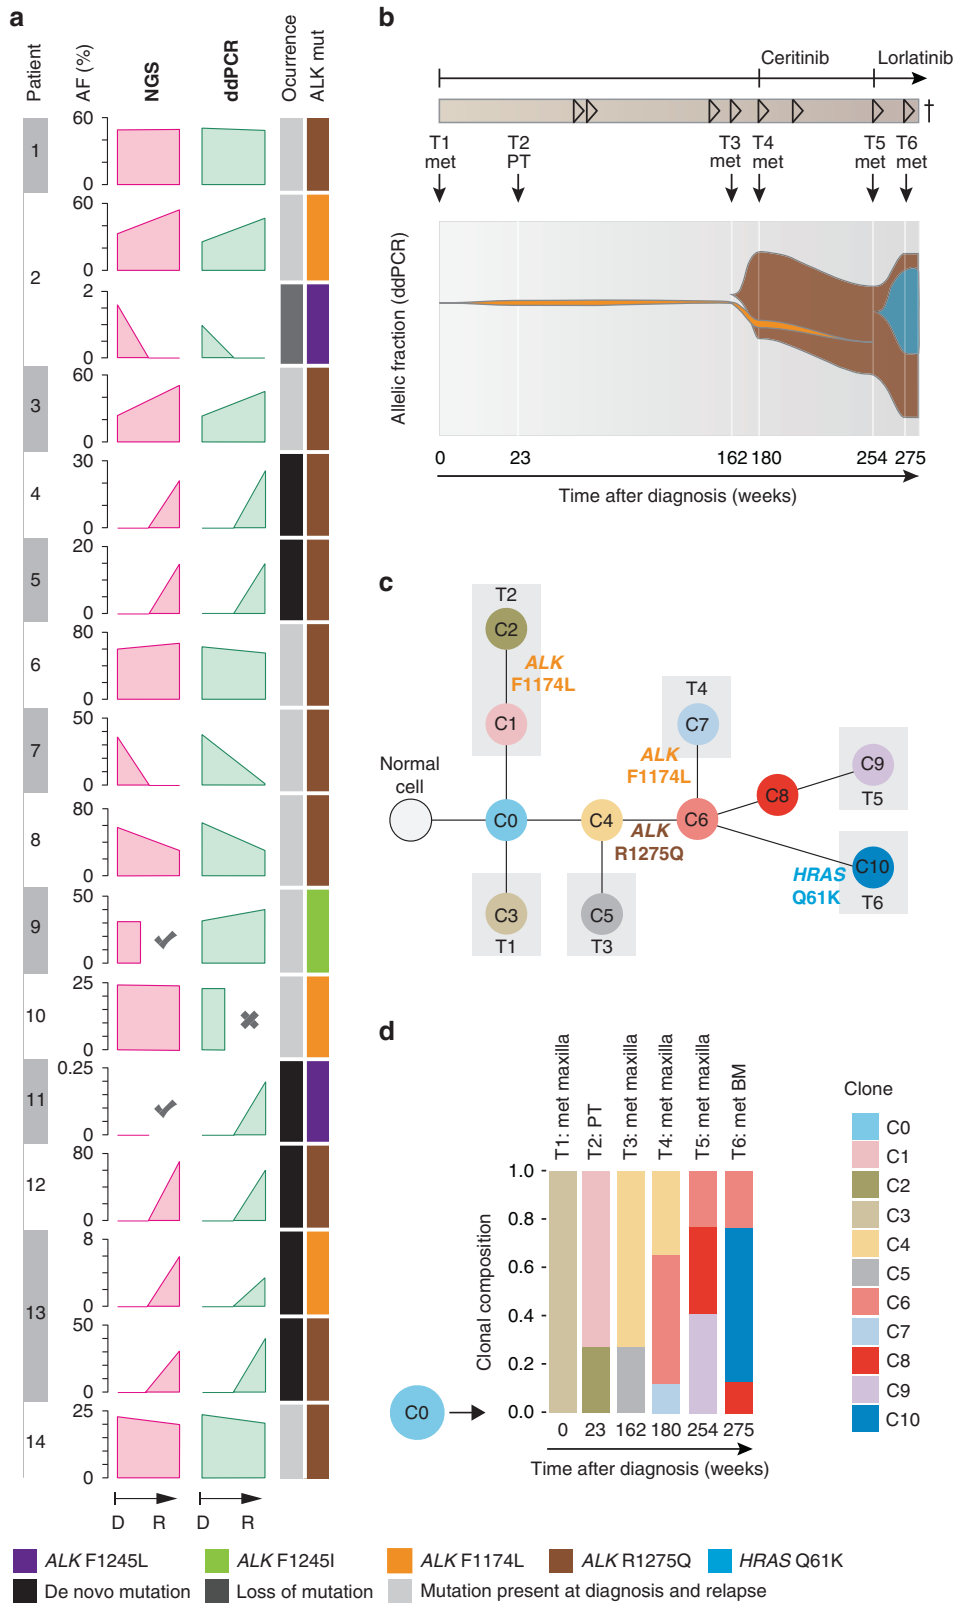 a
Patient
AF (%)
NGS
ddPCR
Ocurrence
ALK mut
1
60
0
2
60
0
2
0
3
60
0
4
30
0
5
20
0
6
80
0
7
50
0
8
80
0
9
50
0
10
25
0
11
0.25
0
12
80
0
13
8
0
50
0
14
25
0
D R
D R
b
Ceritinib
Lorlatinib
†
T1 met
T2 PT
T3 met
T4 met
T5 met
T6 met
Allelic fraction (ddPCR)
0 23 162 180 254 275
Time after diagnosis (weeks)
c
T2
C2
ALK
F1174L
C1
Normal
cell
C0
C3
T1
C4
C5
T3
ALK
R1275Q
T4
C7
ALK
F1174L
C6
C8
C9
T5
HRAS
Q61K
C10
T6
d
T1: met maxilla
T2: PT
T3: met maxilla
T4: met maxilla
T5: met maxilla
T6: met BM
Clonal composition
1.0
0.8
0.6
0.4
0.2
0.0
C0
0 23 162 180 254 275
Time after diagnosis (weeks)
Clone
C0
C1
C2
C3
C4
C5
C6
C7
C8
C9
C10
ALK F1245L
ALK F1245I
ALK F1174L
ALK R1275Q
HRAS Q61K
De novo mutation
Loss of mutation
Mutation present at diagnosis and relapse